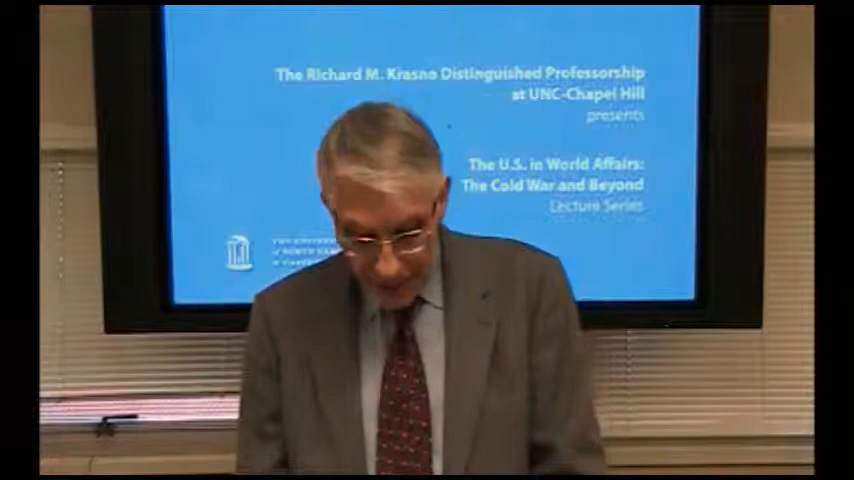 The Richard M. Krasno Distinguished Professorship
at UNC-Chapel Hill
presents
The U.S. in World Affairs:
The Cold War and Beyond
Lecture Series